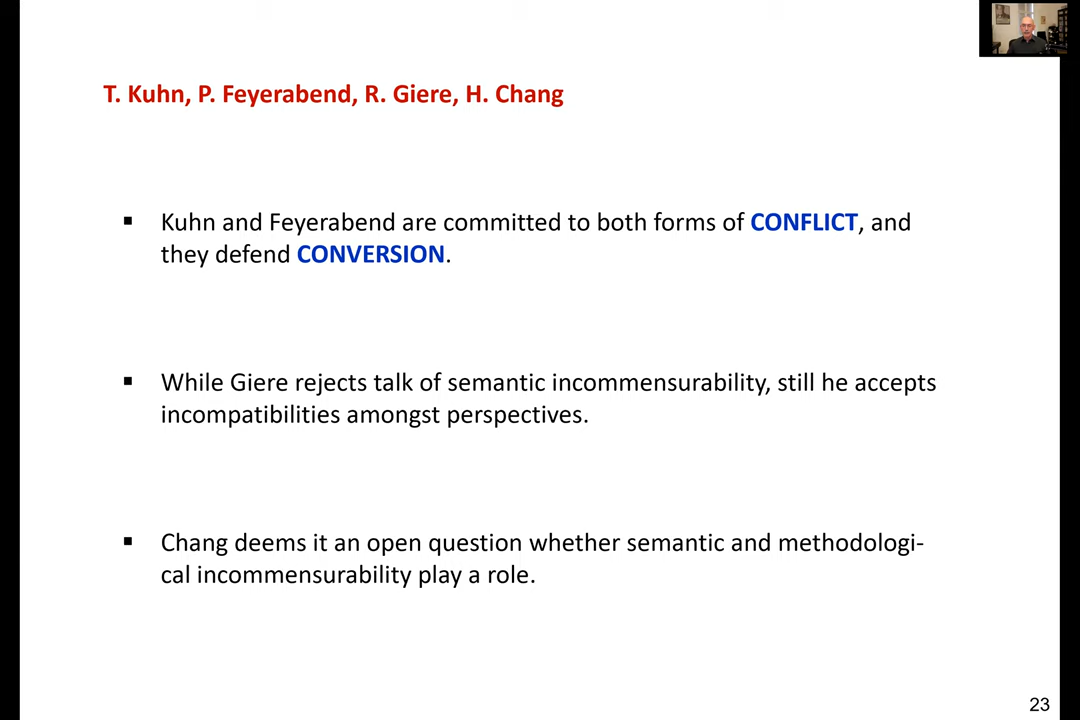 T. Kuhn, P. Feyerabend, R. Giere, H. Chang
▪ Kuhn and Feyerabend are committed to both forms of CONFLICT, and
they defend CONVERSION.
▪ While Giere rejects talk of semantic incommensurability, still he accepts
incompatibilities amongst perspectives.
▪ Chang deems it an open question whether semantic and methodologi-
cal incommensurability play a role.
23